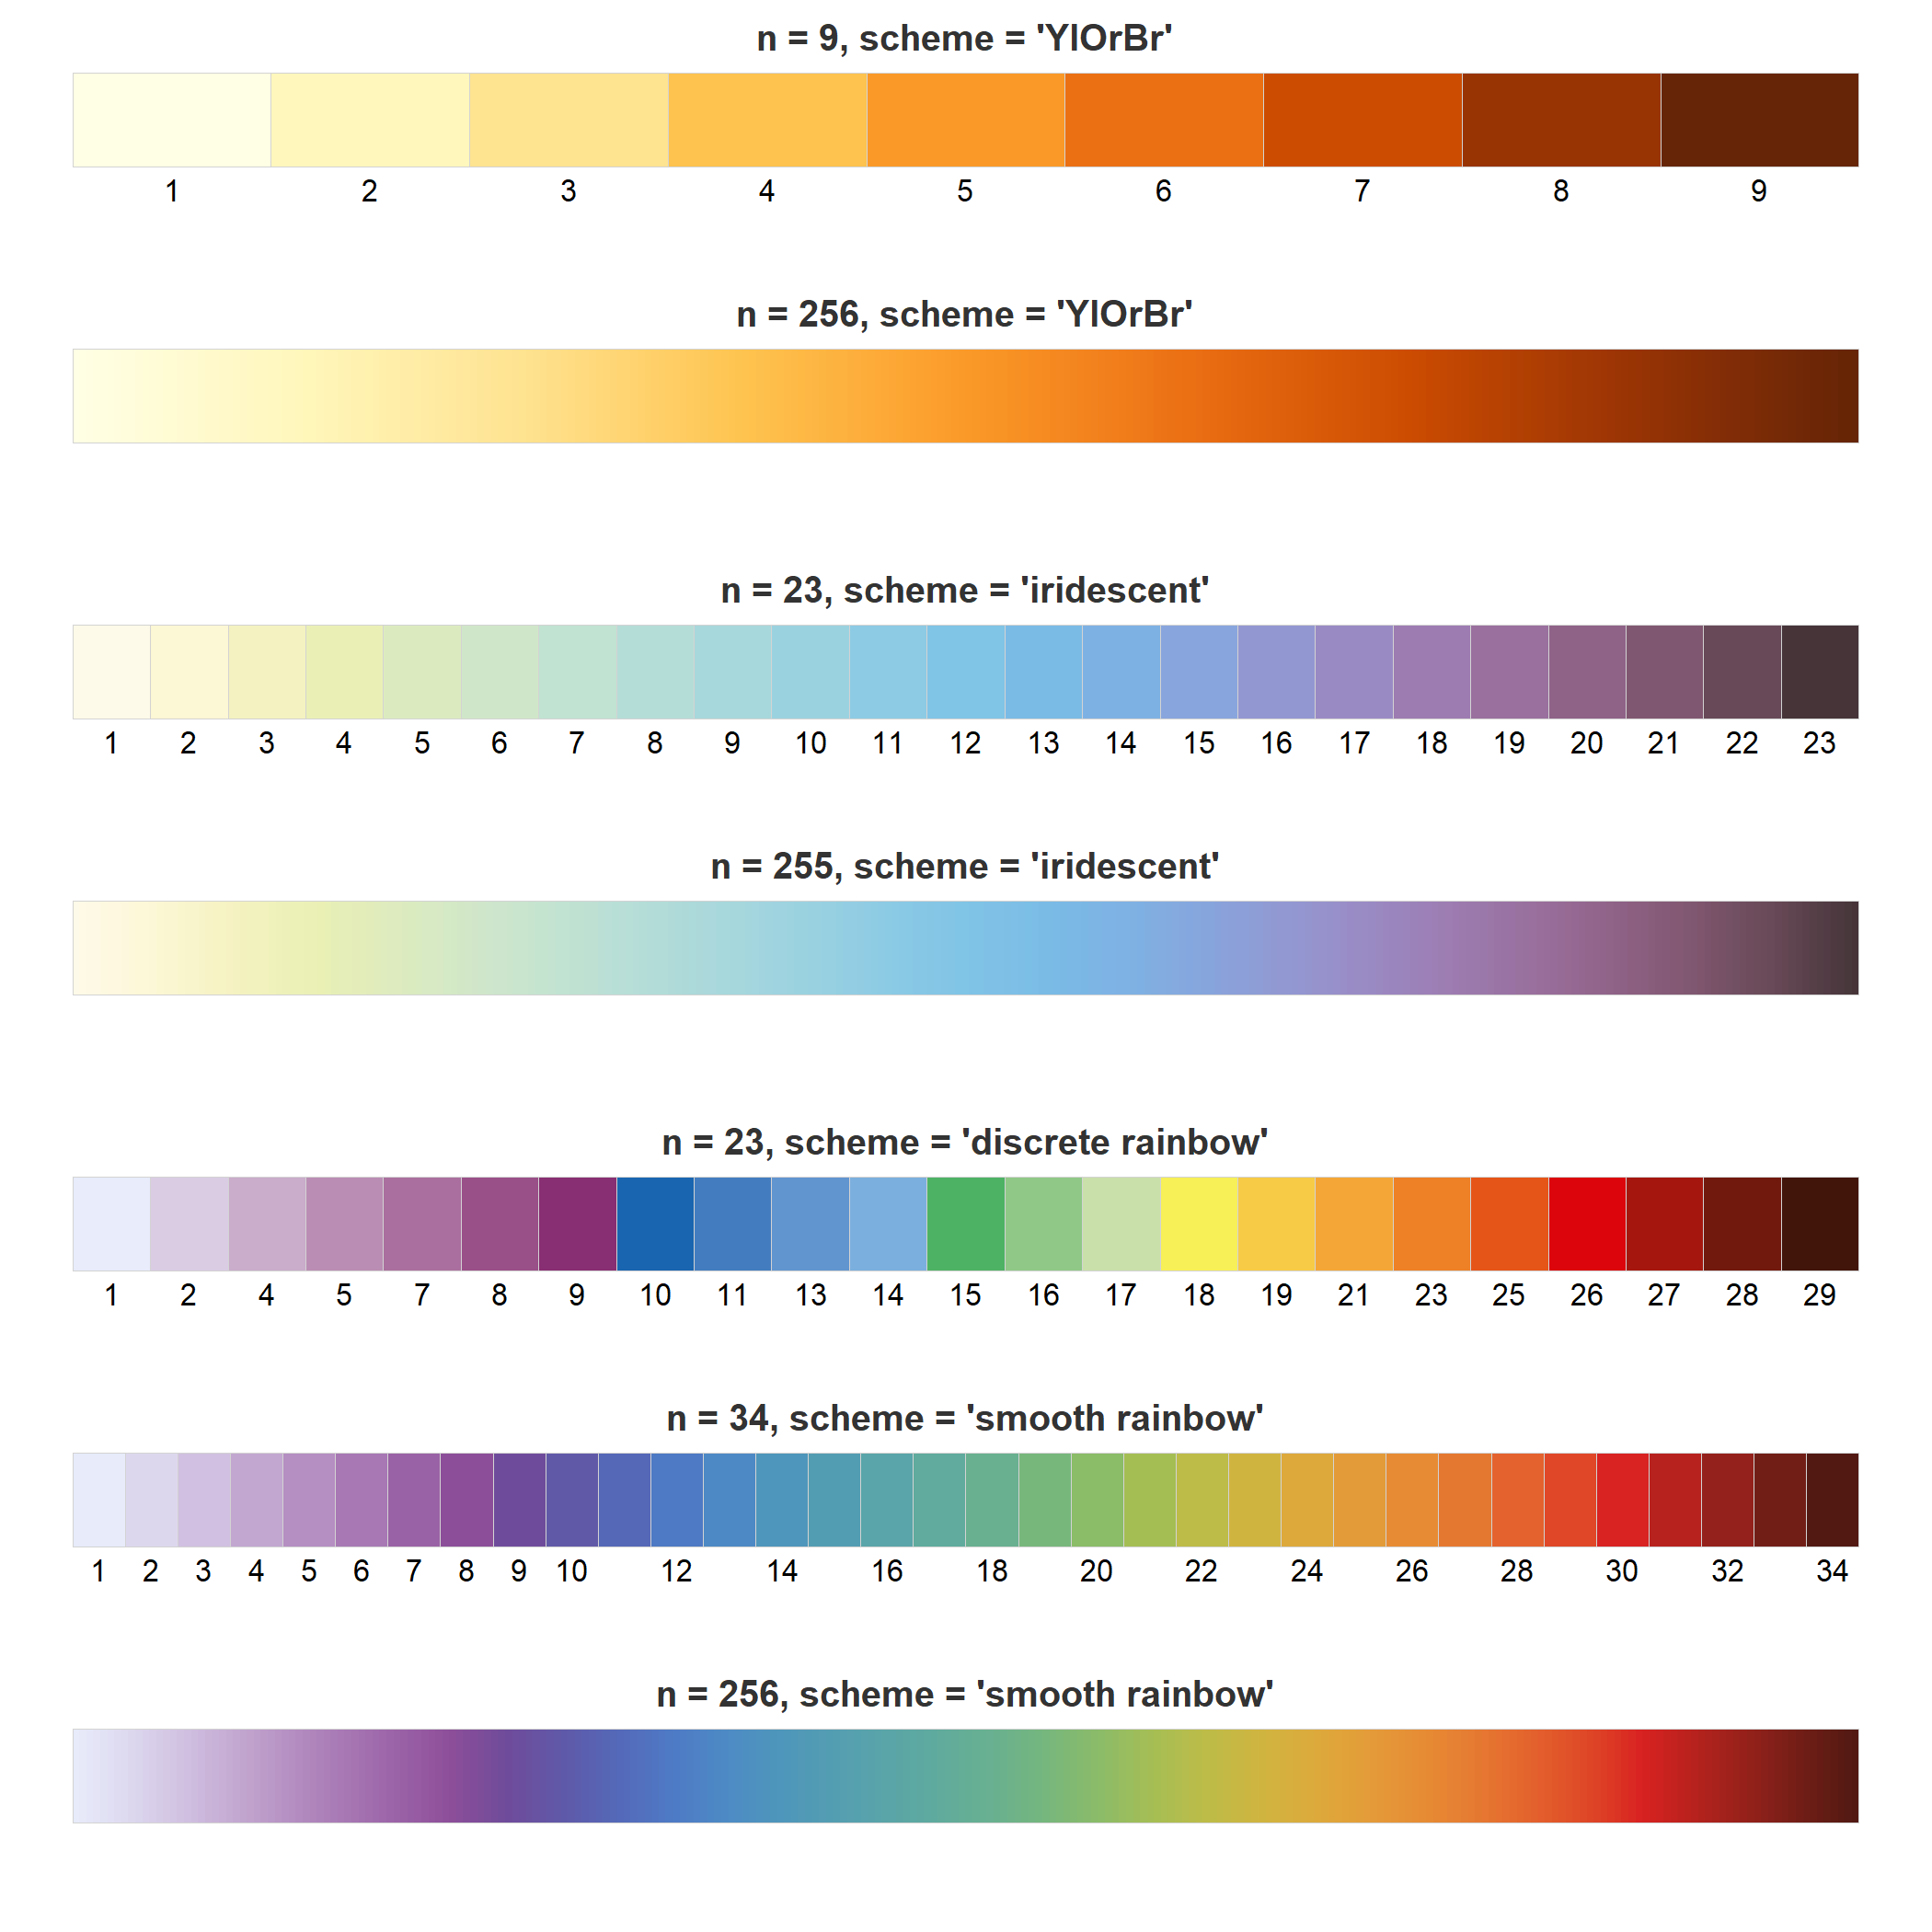 n = 9, scheme = 'YlOrBr'
1 2 3 4 5 6 7 8 9
n = 256, scheme = 'YlOrBr'
n = 23, scheme = 'iridescent'
1 2 3 4 5 6 7 8 9 10 11 12 13 14 15 16 17 18 19 20 21 22 23
n = 255, scheme = 'iridescent'
n = 23, scheme = 'discrete rainbow'
1 2 4 5 7 8 9 10 11 13 14 15 16 17 18 19 21 23 25 26 27 28 29
n = 34, scheme = 'smooth rainbow'
1 2 3 4 5 6 7 8 9 10 12 14 16 18 20 22 24 26 28 30 32 34
n = 256, scheme = 'smooth rainbow'